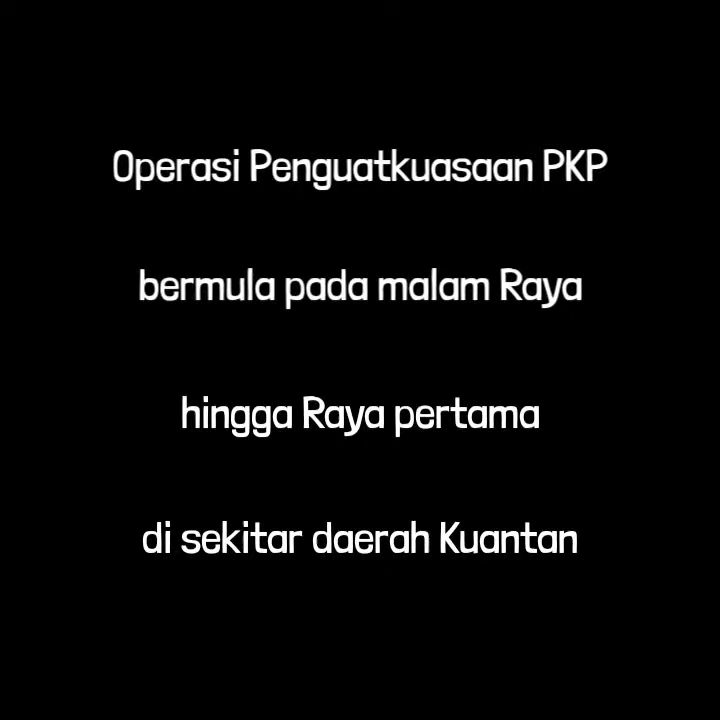 Operasi Penguatkuasaan PKP
bermula pada malam Raya
hingga Raya pertama
di sekitar daerah Kuantan